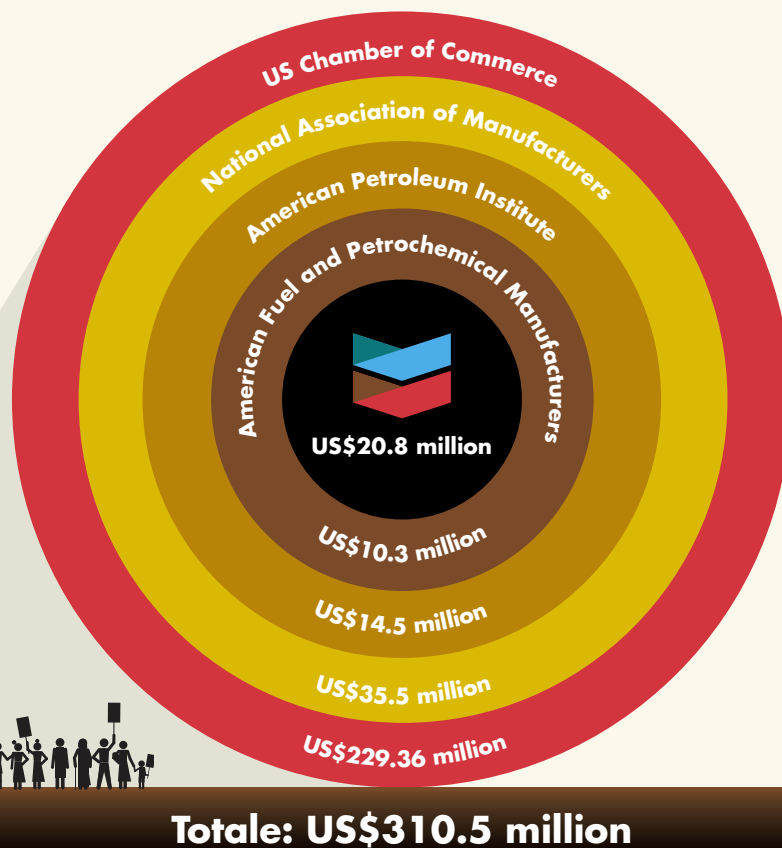 US Chamber of Commerce
National Association of Manufacturers
American Petroleum Institute
American Fuel and Petrochemical Manufacturers
US$20.8 million
US$10.3 million
US$14.5 million
US$35.5 million
US$229.36 million
Totale: US$310.5 million